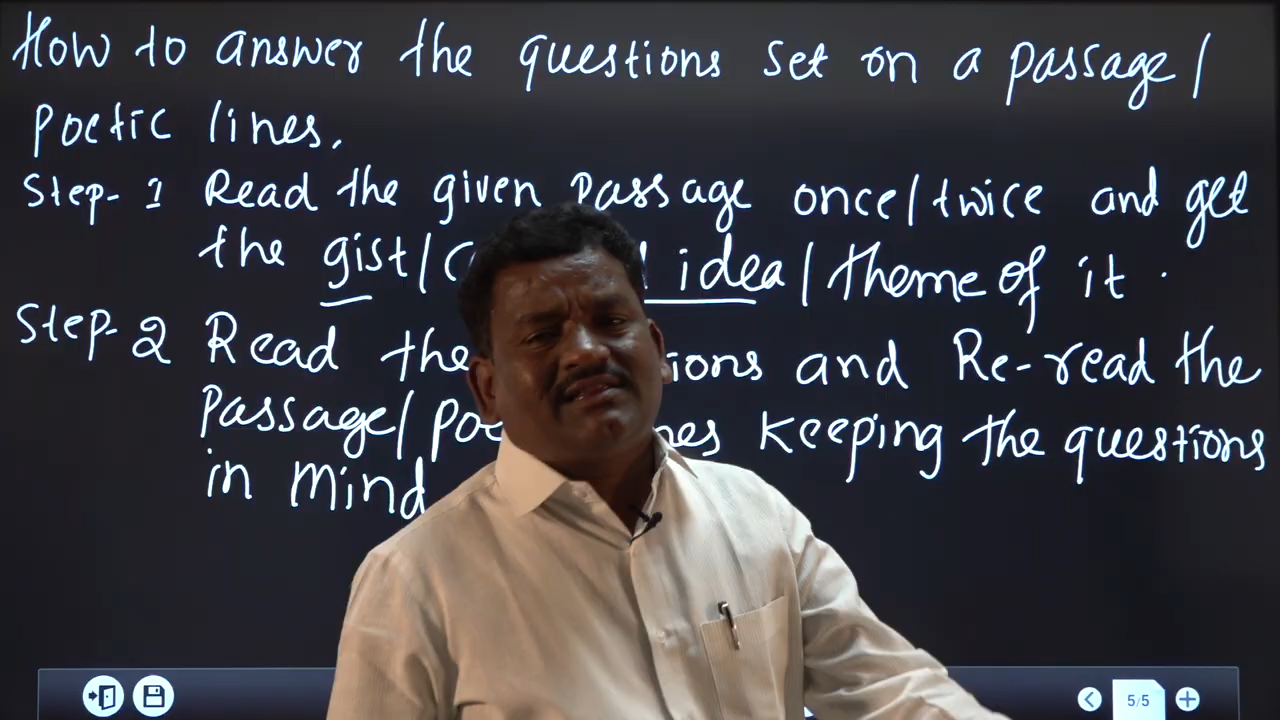 How to answer the questions set on a passage/
Poetic lines.
Step-1 Read the given passage once/twice and get
the gist/ idea/theme of it.
Step-2 Read the and Re-read the
Passage/ keeping the questions
in mind
5/5